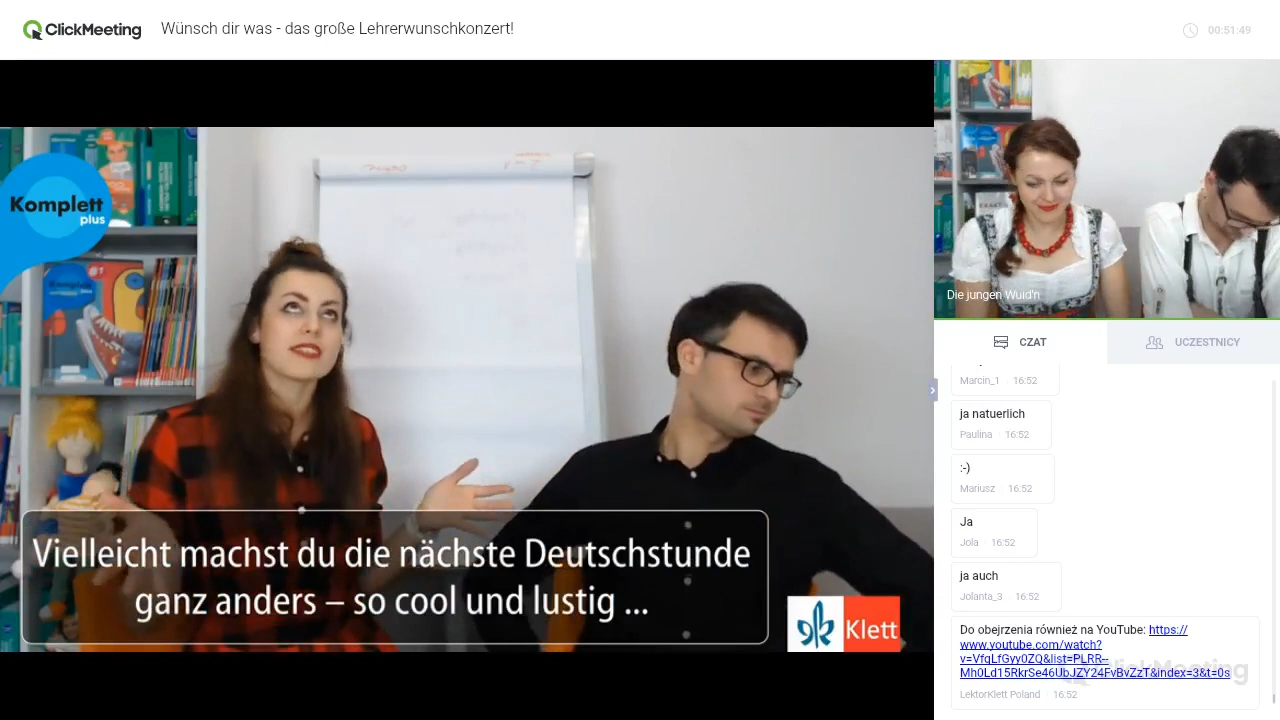 ClickMeeting
Wünsch dir was - das große Lehrerwunschkonzert!
00:51:49
Komplett
plus
Vielleicht machst du die nächste Deutschstunde
ganz anders – so cool und lustig ...
Klett
Die jungen Wuid'n
CZAT
UCZESTNICY
Marcin_1 16:52
ja natuerlich
Paulina 16:52
:-)
Mariusz 16:52
Ja
Jola 16:52
ja auch
Jolanta_3 16:52
Do obejrzenia również na YouTube: https://
www.youtube.com/watch?
v=VfqLfGyy0ZQ&list=PLRR--
Mh0Ld15RkrSe46UbJZY24FvBvZzT&index=3&t=0s
ClickMeeting
LektorKlett Poland 16:52